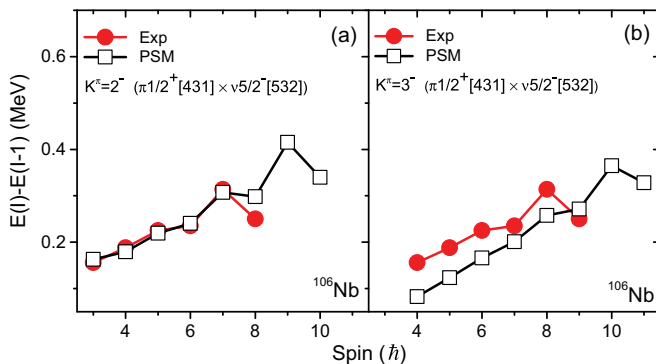 E(I)-E(I-1) (MeV)
0.6
0.4
0.2
Exp
PSM
(a)
K^π=2⁻ (π1/2⁺[431] × ν5/2⁻[532])
¹⁰⁶Nb
4 6 8 10
Exp
PSM
(b)
K^π=3⁻ (π1/2⁺[431] × ν5/2⁻[532])
¹⁰⁶Nb
4 6 8 10
Spin (ℏ)